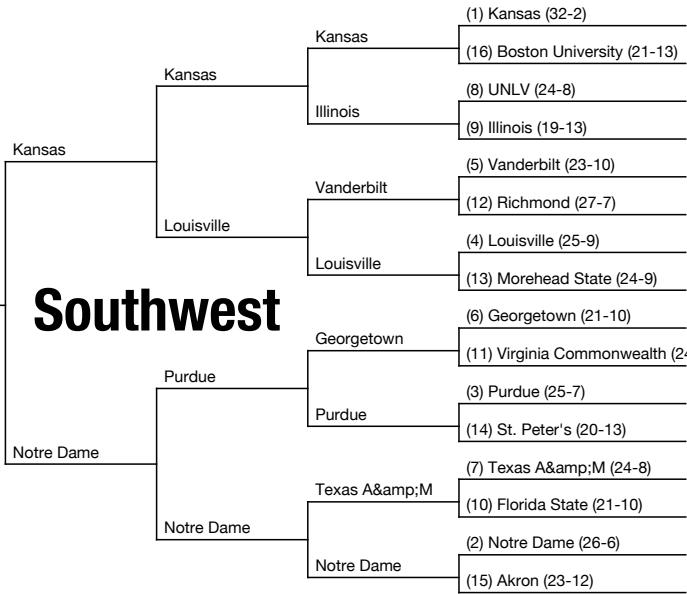 (1) Kansas (32-2)
Kansas
(16) Boston University (21-13)
Kansas
(8) UNLV (24-8)
Illinois
(9) Illinois (19-13)
Kansas
(5) Vanderbilt (23-10)
Vanderbilt
(12) Richmond (27-7)
Louisville
(4) Louisville (25-9)
Louisville
(13) Morehead State (24-9)
Southwest
(6) Georgetown (21-10)
Georgetown
(11) Virginia Commonwealth (24
Purdue
(3) Purdue (25-7)
Purdue
(14) St. Peter's (20-13)
Notre Dame
(7) Texas A&amp;M (24-8)
Texas A&amp;M
(10) Florida State (21-10)
Notre Dame
(2) Notre Dame (26-6)
Notre Dame
(15) Akron (23-12)